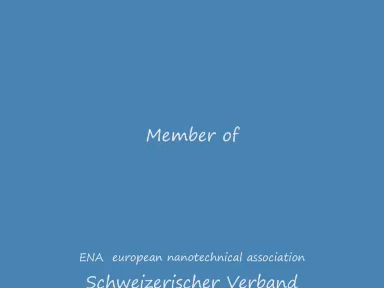 Member of
ENA european nanotechnical association
Schweizerischer Verband